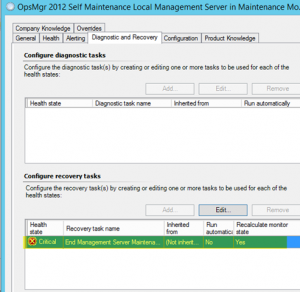 OpsMgr 2012 Self Maintenance Local Management Server in Maintenance Mo..
Company Knowledge Overrides
General Health Alerting Diagnostic and Recovery Configuration Product Knowledge
Configure diagnostic tasks
Configure the diagnostic task(s) by creating or editing one or more tasks to be used for each of the
health states:
Add... Edit... Remove
Health state Diagnostic task name Inherited from Run automatically
Configure recovery tasks
Configure the recovery task(s) by creating or editing one or more tasks to be used for each of the
health states:
Add... Edit... Remove
Health state Recovery task name Inherited from Run automatic Recalculate monitor state
Critical End Management Server Maintena... (Not inherit... No Yes